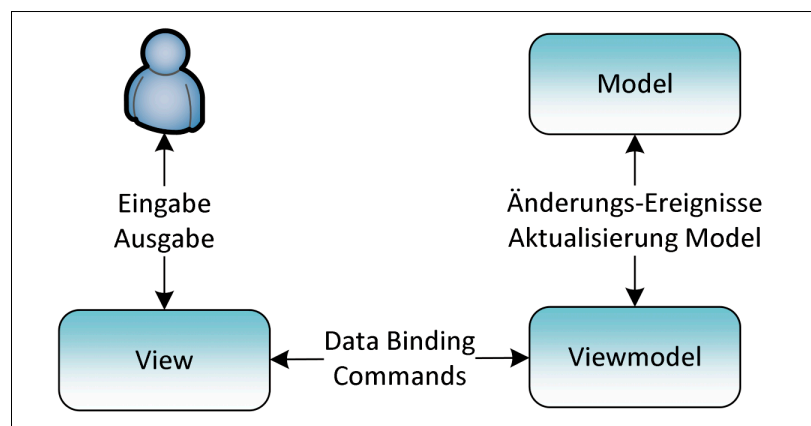 Model
Eingabe
Ausgabe
Änderungs-Ereignisse
Aktualisierung Model
View
Data Binding
Commands
Viewmodel